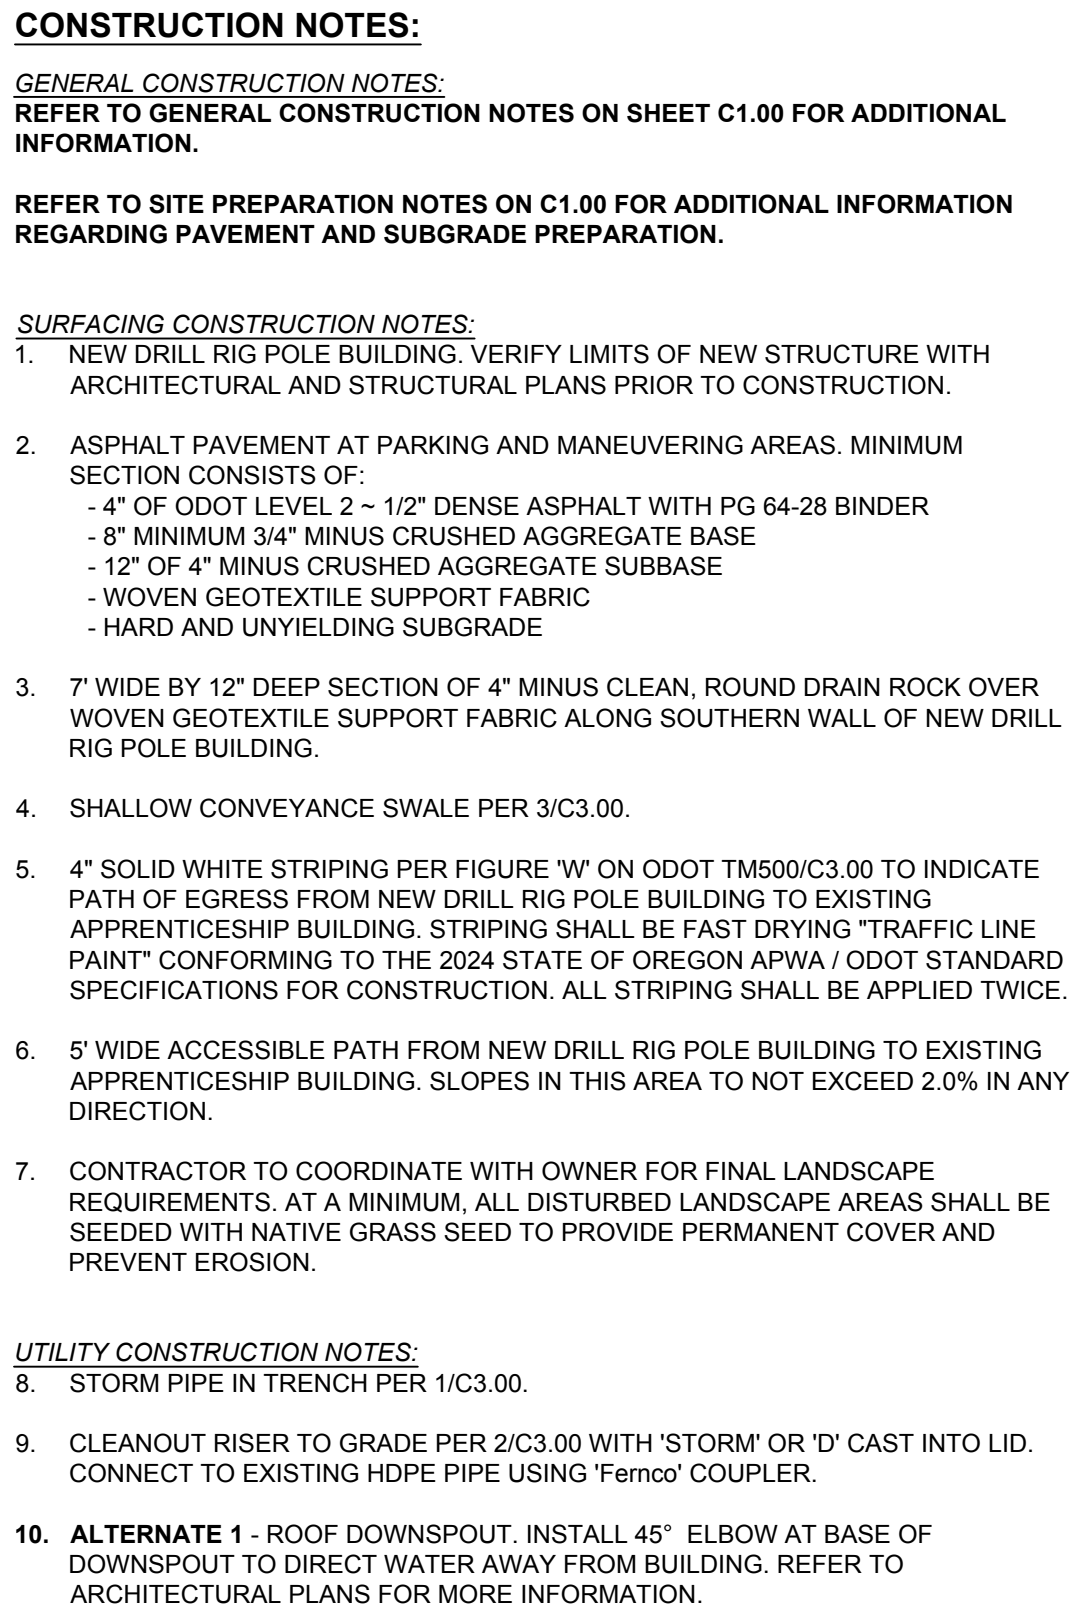 CONSTRUCTION NOTES:
GENERAL CONSTRUCTION NOTES:
REFER TO GENERAL CONSTRUCTION NOTES ON SHEET C1.00 FOR ADDITIONAL
INFORMATION.
REFER TO SITE PREPARATION NOTES ON C1.00 FOR ADDITIONAL INFORMATION
REGARDING PAVEMENT AND SUBGRADE PREPARATION.
SURFACING CONSTRUCTION NOTES:
1. NEW DRILL RIG POLE BUILDING. VERIFY LIMITS OF NEW STRUCTURE WITH
ARCHITECTURAL AND STRUCTURAL PLANS PRIOR TO CONSTRUCTION.
2. ASPHALT PAVEMENT AT PARKING AND MANEUVERING AREAS. MINIMUM
SECTION CONSISTS OF:
- 4" OF ODOT LEVEL 2 ~ 1/2" DENSE ASPHALT WITH PG 64-28 BINDER
- 8" MINIMUM 3/4" MINUS CRUSHED AGGREGATE BASE
- 12" OF 4" MINUS CRUSHED AGGREGATE SUBBASE
- WOVEN GEOTEXTILE SUPPORT FABRIC
- HARD AND UNYIELDING SUBGRADE
3. 7' WIDE BY 12" DEEP SECTION OF 4" MINUS CLEAN, ROUND DRAIN ROCK OVER
WOVEN GEOTEXTILE SUPPORT FABRIC ALONG SOUTHERN WALL OF NEW DRILL
RIG POLE BUILDING.
4. SHALLOW CONVEYANCE SWALE PER 3/C3.00.
5. 4" SOLID WHITE STRIPING PER FIGURE 'W' ON ODOT TM500/C3.00 TO INDICATE
PATH OF EGRESS FROM NEW DRILL RIG POLE BUILDING TO EXISTING
APPRENTICESHIP BUILDING. STRIPING SHALL BE FAST DRYING "TRAFFIC LINE
PAINT" CONFORMING TO THE 2024 STATE OF OREGON APWA / ODOT STANDARD
SPECIFICATIONS FOR CONSTRUCTION. ALL STRIPING SHALL BE APPLIED TWICE.
6. 5' WIDE ACCESSIBLE PATH FROM NEW DRILL RIG POLE BUILDING TO EXISTING
APPRENTICESHIP BUILDING. SLOPES IN THIS AREA TO NOT EXCEED 2.0% IN ANY
DIRECTION.
7. CONTRACTOR TO COORDINATE WITH OWNER FOR FINAL LANDSCAPE
REQUIREMENTS. AT A MINIMUM, ALL DISTURBED LANDSCAPE AREAS SHALL BE
SEEDED WITH NATIVE GRASS SEED TO PROVIDE PERMANENT COVER AND
PREVENT EROSION.
UTILITY CONSTRUCTION NOTES:
8. STORM PIPE IN TRENCH PER 1/C3.00.
9. CLEANOUT RISER TO GRADE PER 2/C3.00 WITH 'STORM' OR 'D' CAST INTO LID.
CONNECT TO EXISTING HDPE PIPE USING 'Fernco' COUPLER.
10. ALTERNATE 1 - ROOF DOWNSPOUT. INSTALL 45° ELBOW AT BASE OF
DOWNSPOUT TO DIRECT WATER AWAY FROM BUILDING. REFER TO
ARCHITECTURAL PLANS FOR MORE INFORMATION.